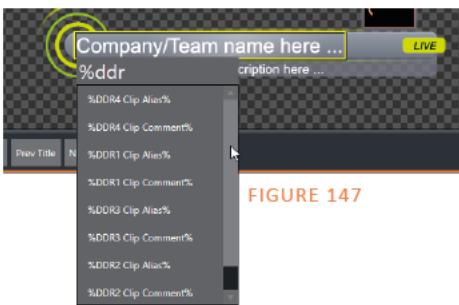 Company/Team name here ...
LIVE
%ddr
cription here ...
%DDR4 Clip Alias%
%DDR4 Clip Comment%
%DDR1 Clip Alias%
%DDR1 Clip Comment%
%DDR3 Clip Alias%
%DDR3 Clip Comment%
%DDR2 Clip Alias%
%DDR2 Clip Comment%
Prev Title
N
FIGURE 147